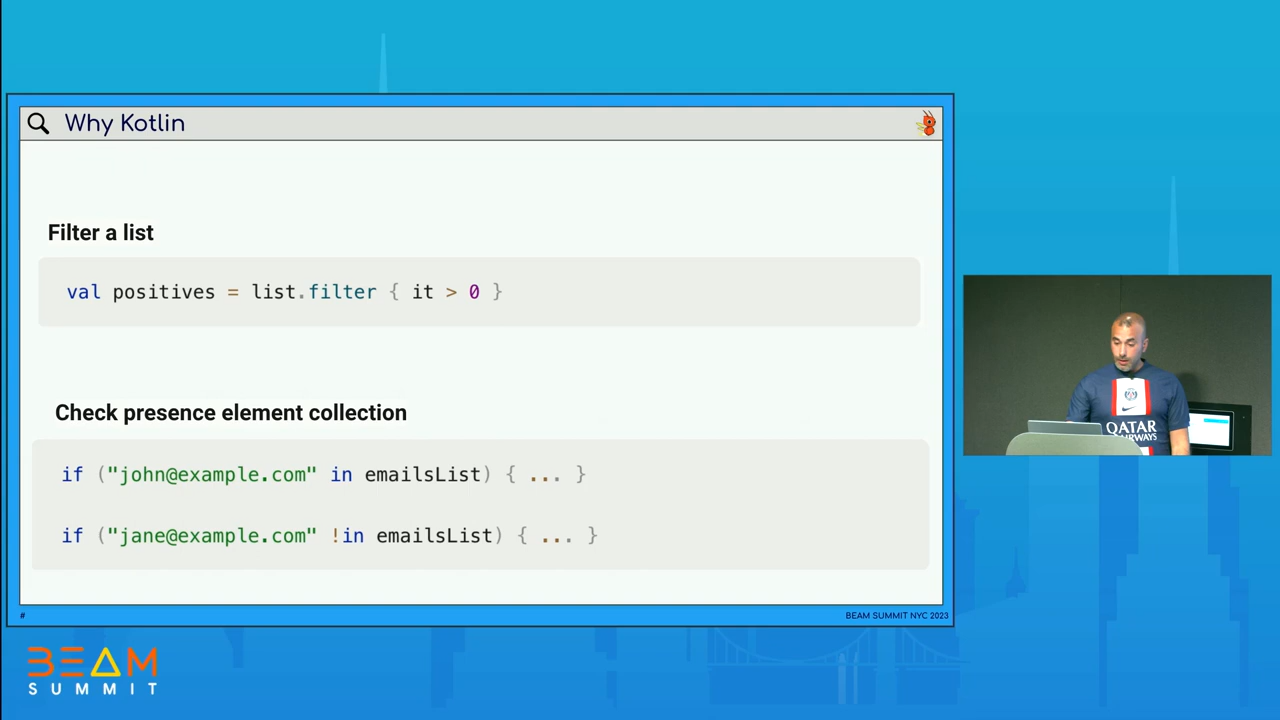 Why Kotlin
Filter a list
val positives = list.filter { it > 0 }
Check presence element collection
if ("john@example.com" in emailsList) { ... }
if ("jane@example.com" !in emailsList) { ... }
#
BEAM SUMMIT NYC 2023
QATAR
AIRWAYS
BEAM
SUMMIT